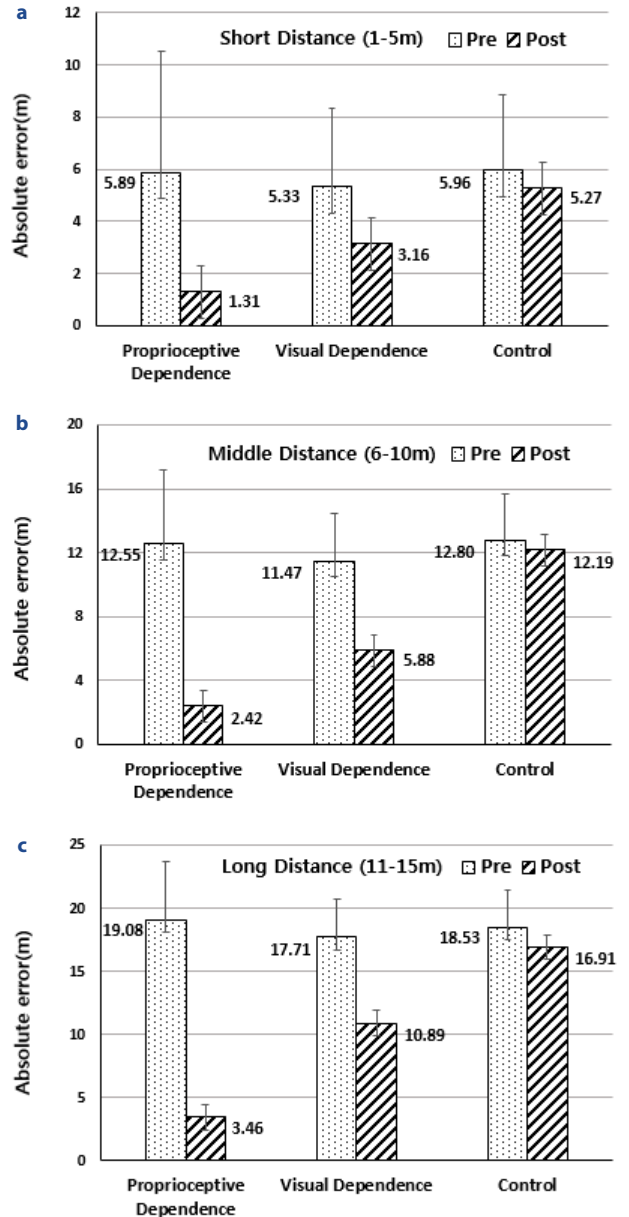 a
Short Distance (1-5m) Pre Post
Absolute error(m)
12
10
8
6
4
2
0
5.89
1.31
5.33
3.16
5.96
5.27
Proprioceptive
Dependence
Visual Dependence
Control
b
Middle Distance (6-10m) Pre Post
Absolute error(m)
20
16
12
8
4
0
12.55
2.42
11.47
5.88
12.80
12.19
Proprioceptive
Dependence
Visual Dependence
Control
c
Long Distance (11-15m) Pre Post
Absolute error(m)
25
20
15
10
5
0
19.08
3.46
17.71
10.89
18.53
16.91
Proprioceptive
Dependence
Visual Dependence
Control